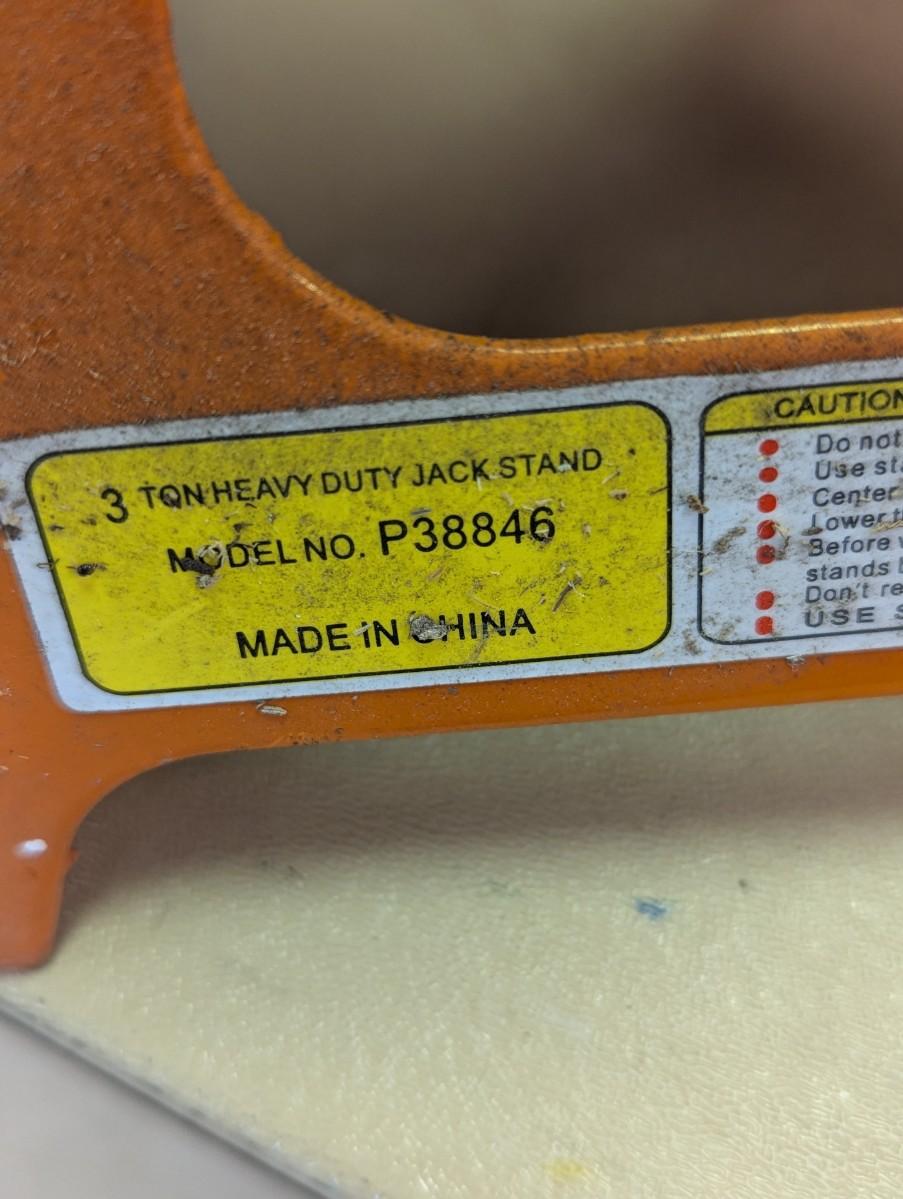 3 TON HEAVY DUTY JACK STAND
MODEL NO. P38846
MADE IN CHINA
CAUTION
Do not
Use
Center
Lower
Before
stands
Don't
USE